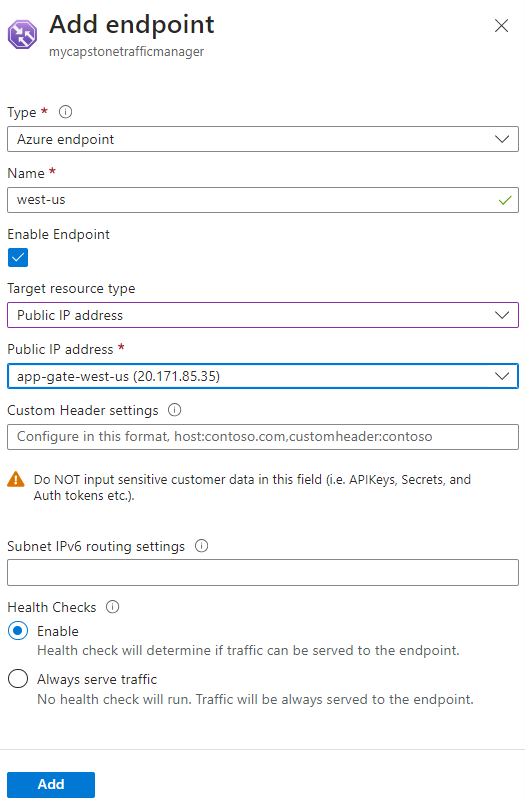 Add endpoint
mycapstonetrafficmanager
Type *
Azure endpoint
Name *
west-us
Enable Endpoint
Target resource type
Public IP address
Public IP address *
app-gate-west-us (20.171.85.35)
Custom Header settings
Configure in this format, host:contoso.com,customheader:contoso
Do NOT input sensitive customer data in this field (i.e. APIKeys, Secrets, and
Auth tokens etc.).
Subnet IPv6 routing settings
Health Checks
Enable
Health check will determine if traffic can be served to the endpoint.
Always serve traffic
No health check will run. Traffic will be always served to the endpoint.
Add